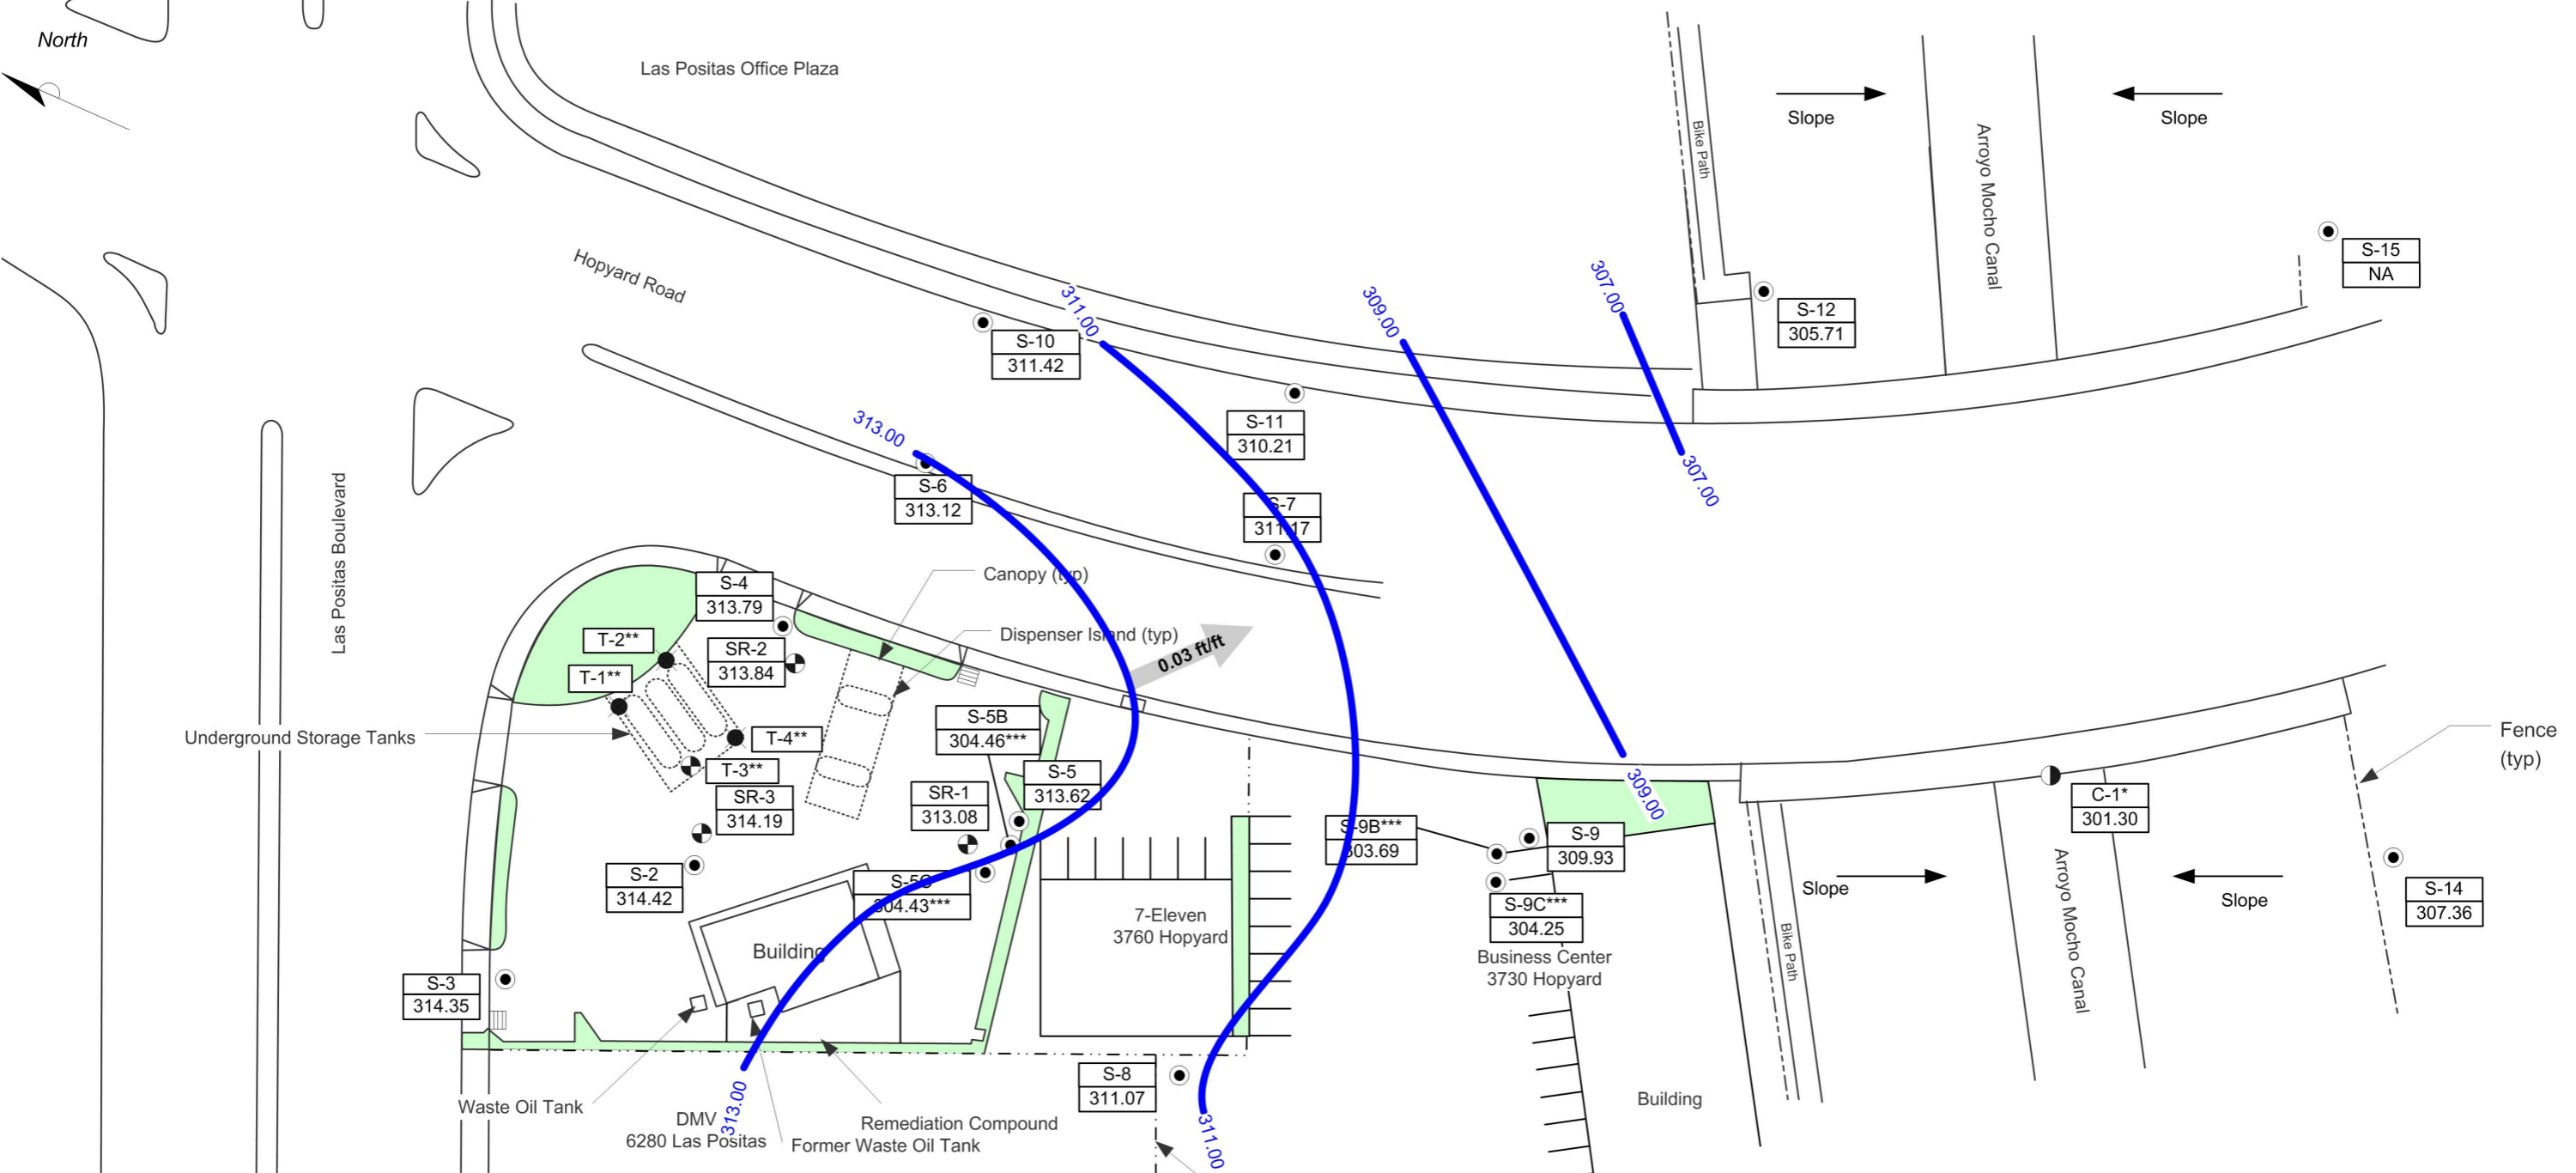 North
Las Positas Office Plaza
Hopyard Road
Las Positas Boulevard
Bike Path
Slope
Slope
Arroyo Mocho Canal
S-15
NA
S-12
305.71
S-10
311.42
311.00
309.00
307.00
307.00
S-11
310.21
S-7
311.17
313.00
S-6
313.12
Canopy (typ)
Dispenser Island (typ)
0.03 ft/ft
S-4
313.79
T-2**
T-1**
SR-2
313.84
Underground Storage Tanks
T-4**
T-3**
SR-3
314.19
S-5B
304.46***
S-5
313.62
SR-1
313.08
S-2
314.42
S-5C
304.43***
Building
S-3
314.35
7-Eleven
3760 Hopyard
S-9B***
303.69
S-9
309.93
309.00
S-9C***
304.25
Business Center
3730 Hopyard
Bike Path
Slope
Slope
Arroyo Mocho Canal
C-1*
301.30
Fence
(typ)
S-14
307.36
S-8
311.07
311.00
Building
Waste Oil Tank
313.00
DMV
6280 Las Positas
Remediation Compound
Former Waste Oil Tank